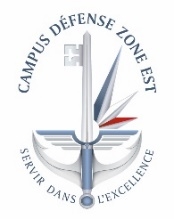 CAMPUS DÉFENSE ZONE EST
SERVIR DANS L'EXCELLENCE